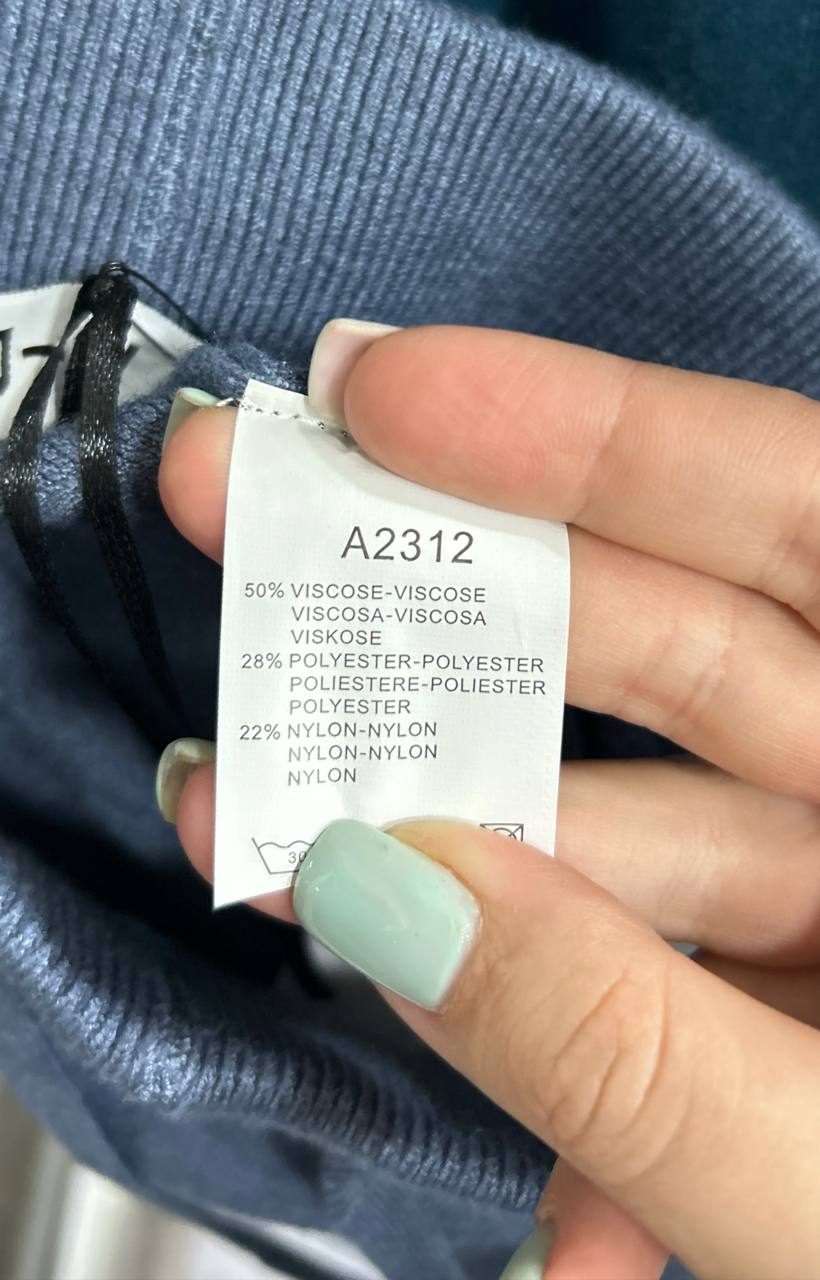 A2312
50% VISCOSE-VISCOSE
VISCOSA-VISCOSA
VISKOSE
28% POLYESTER-POLYESTER
POLIESTERE-POLIESTER
POLYESTER
22% NYLON-NYLON
NYLON-NYLON
NYLON
30